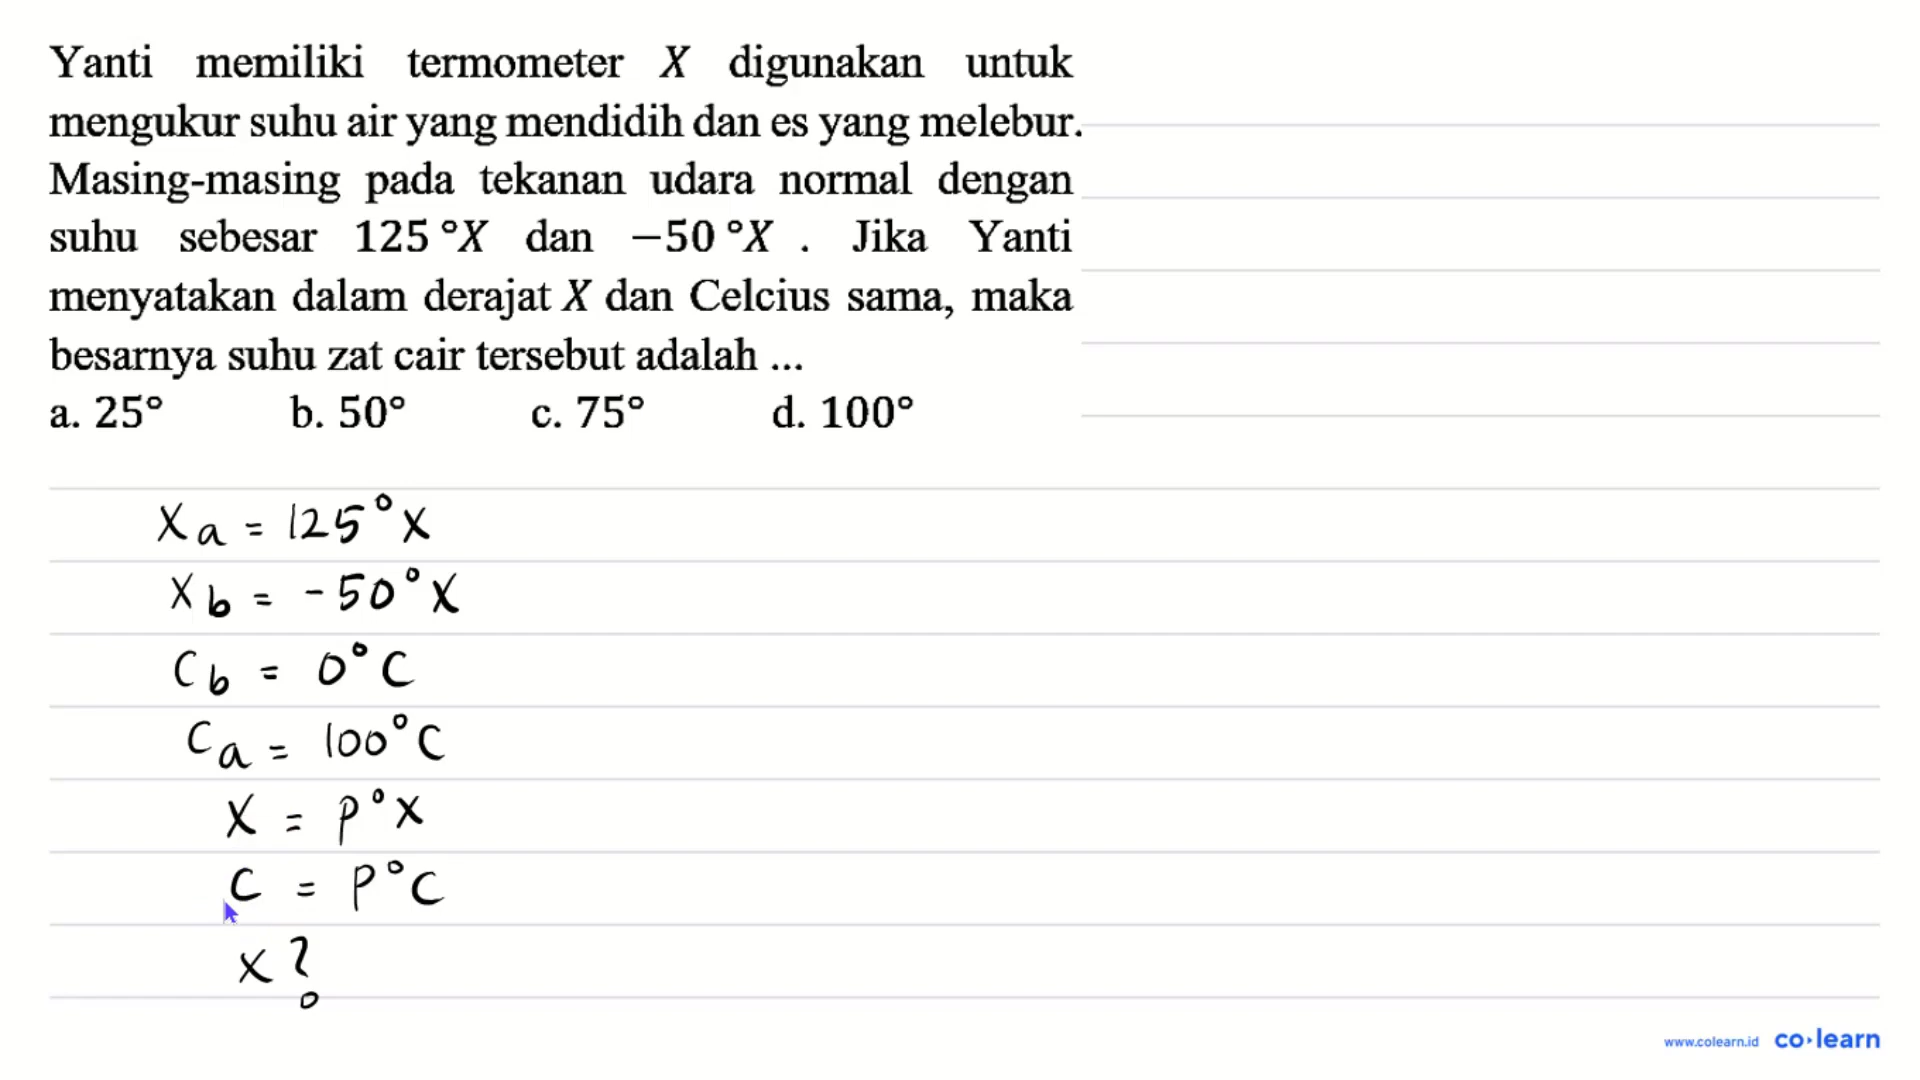 Yanti memiliki termometer X digunakan untuk
mengukur suhu air yang mendidih dan es yang melebur.
Masing-masing pada tekanan udara normal dengan
suhu sebesar 125 °X dan −50 °X . Jika Yanti
menyatakan dalam derajat X dan Celcius sama, maka
besarnya suhu zat cair tersebut adalah ...
a. 25° b. 50° c. 75° d. 100°
Xa = 125°X
Xb = -50°X
Cb = 0°C
Ca = 100°C
X = P°X
C = P°C
X ?
www.colearn.id co·learn